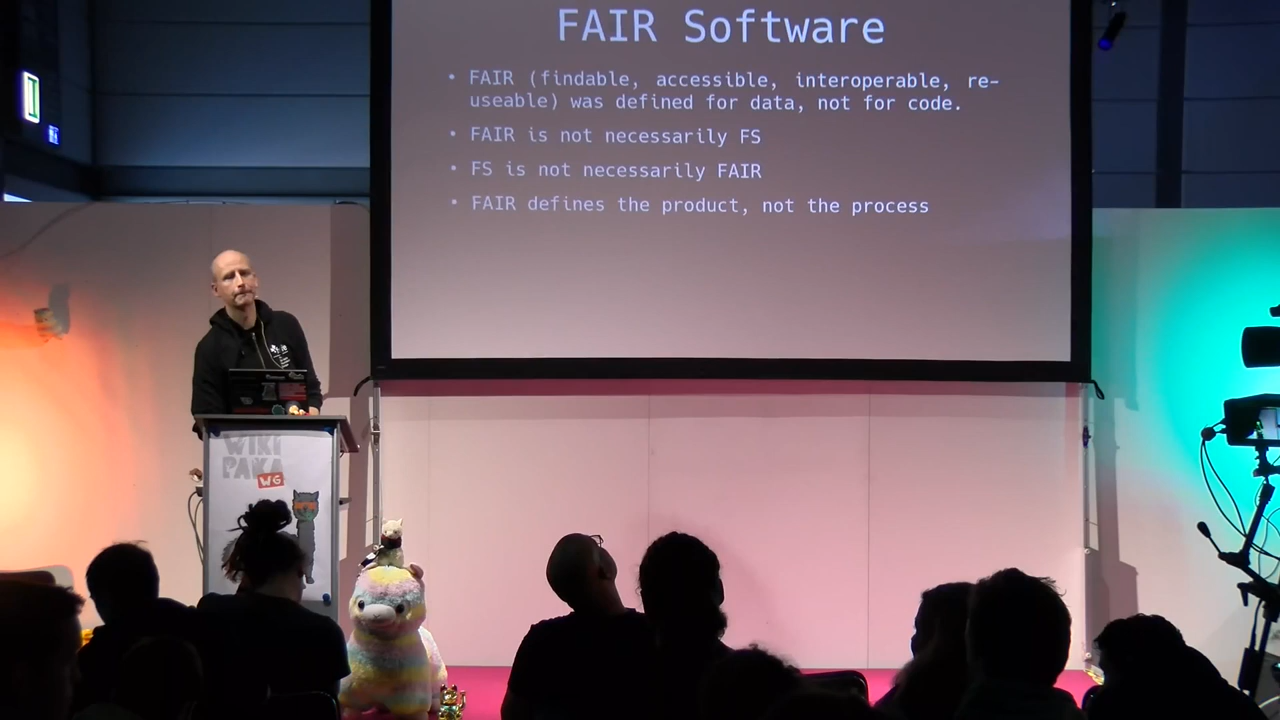 FAIR Software
• FAIR (findable, accessible, interoperable, re-
useable) was defined for data, not for code.
• FAIR is not necessarily FS
• FS is not necessarily FAIR
• FAIR defines the product, not the process
WIKI
PAKA
WG